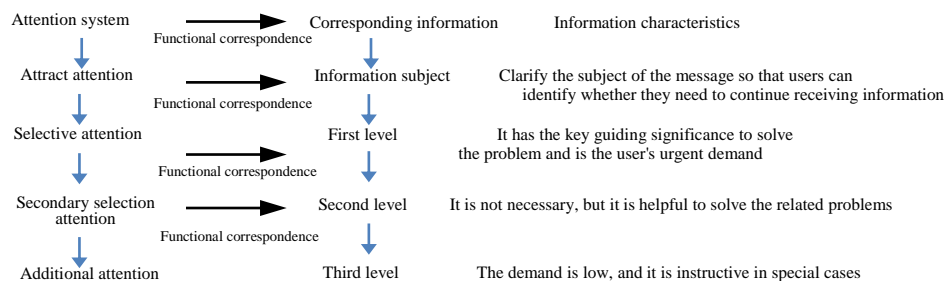 Attention system
Functional correspondence
Corresponding information
Information characteristics
Attract attention
Functional correspondence
Information subject
Clarify the subject of the message so that users can
identify whether they need to continue receiving information
Selective attention
Functional correspondence
First level
It has the key guiding significance to solve
the problem and is the user's urgent demand
Secondary selection
attention
Functional correspondence
Second level
It is not necessary, but it is helpful to solve the related problems
Additional attention
Third level
The demand is low, and it is instructive in special cases